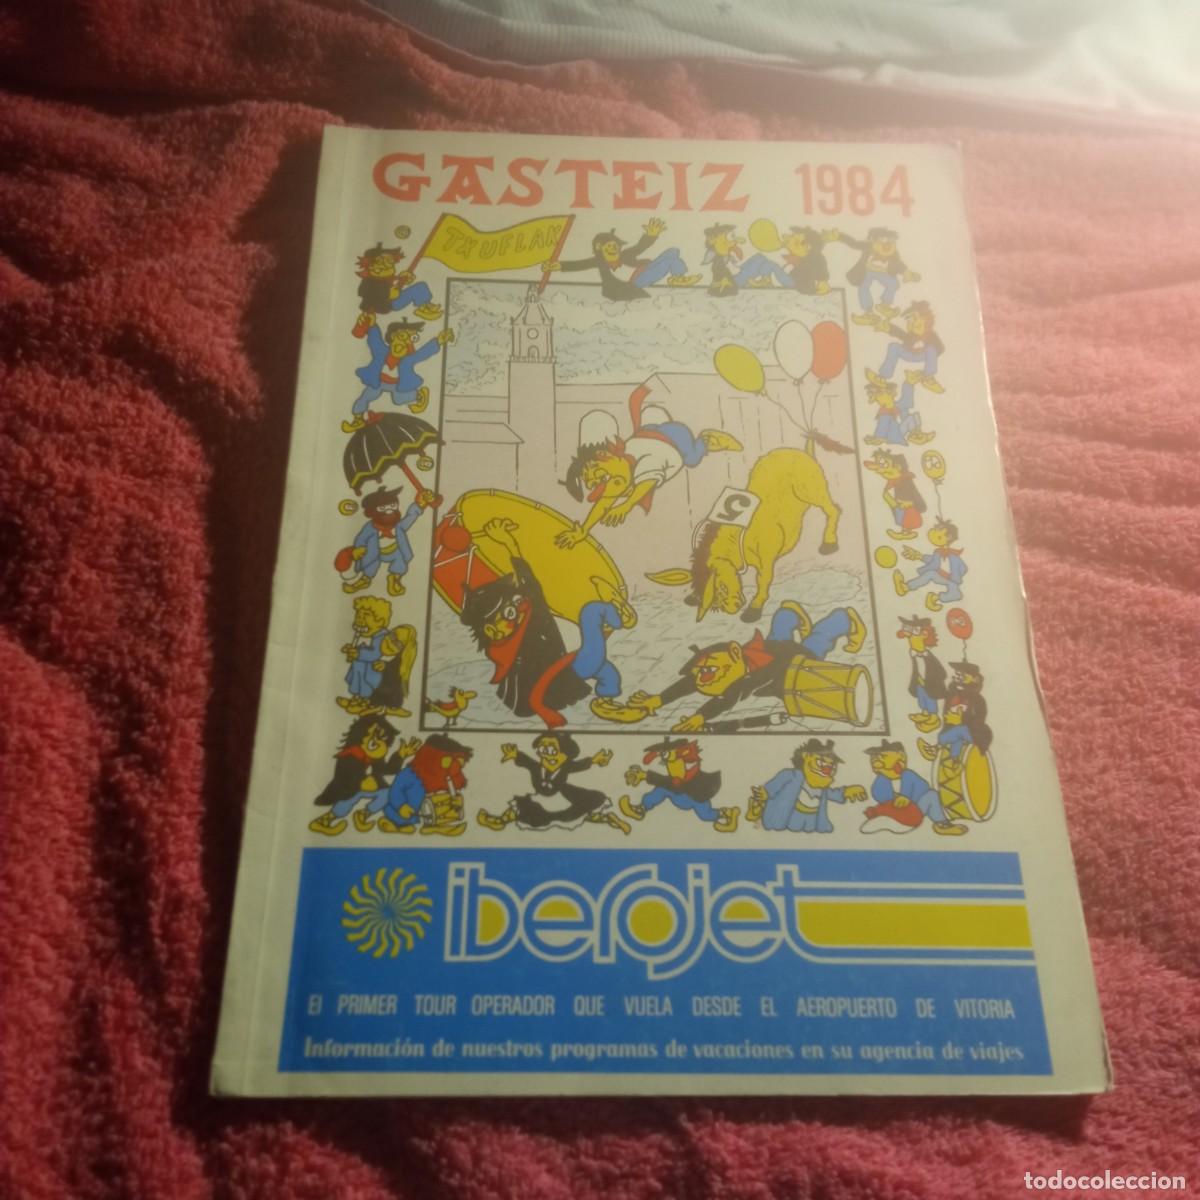 GASTEIZ 1984
TXUFLAK
5
iberojet
El PRIMER TOUR OPERADOR QUE VUELA DESDE EL AEROPUERTO DE VITORIA
Información de nuestros programas de vacaciones en su agencia de viajes
todocoleccion